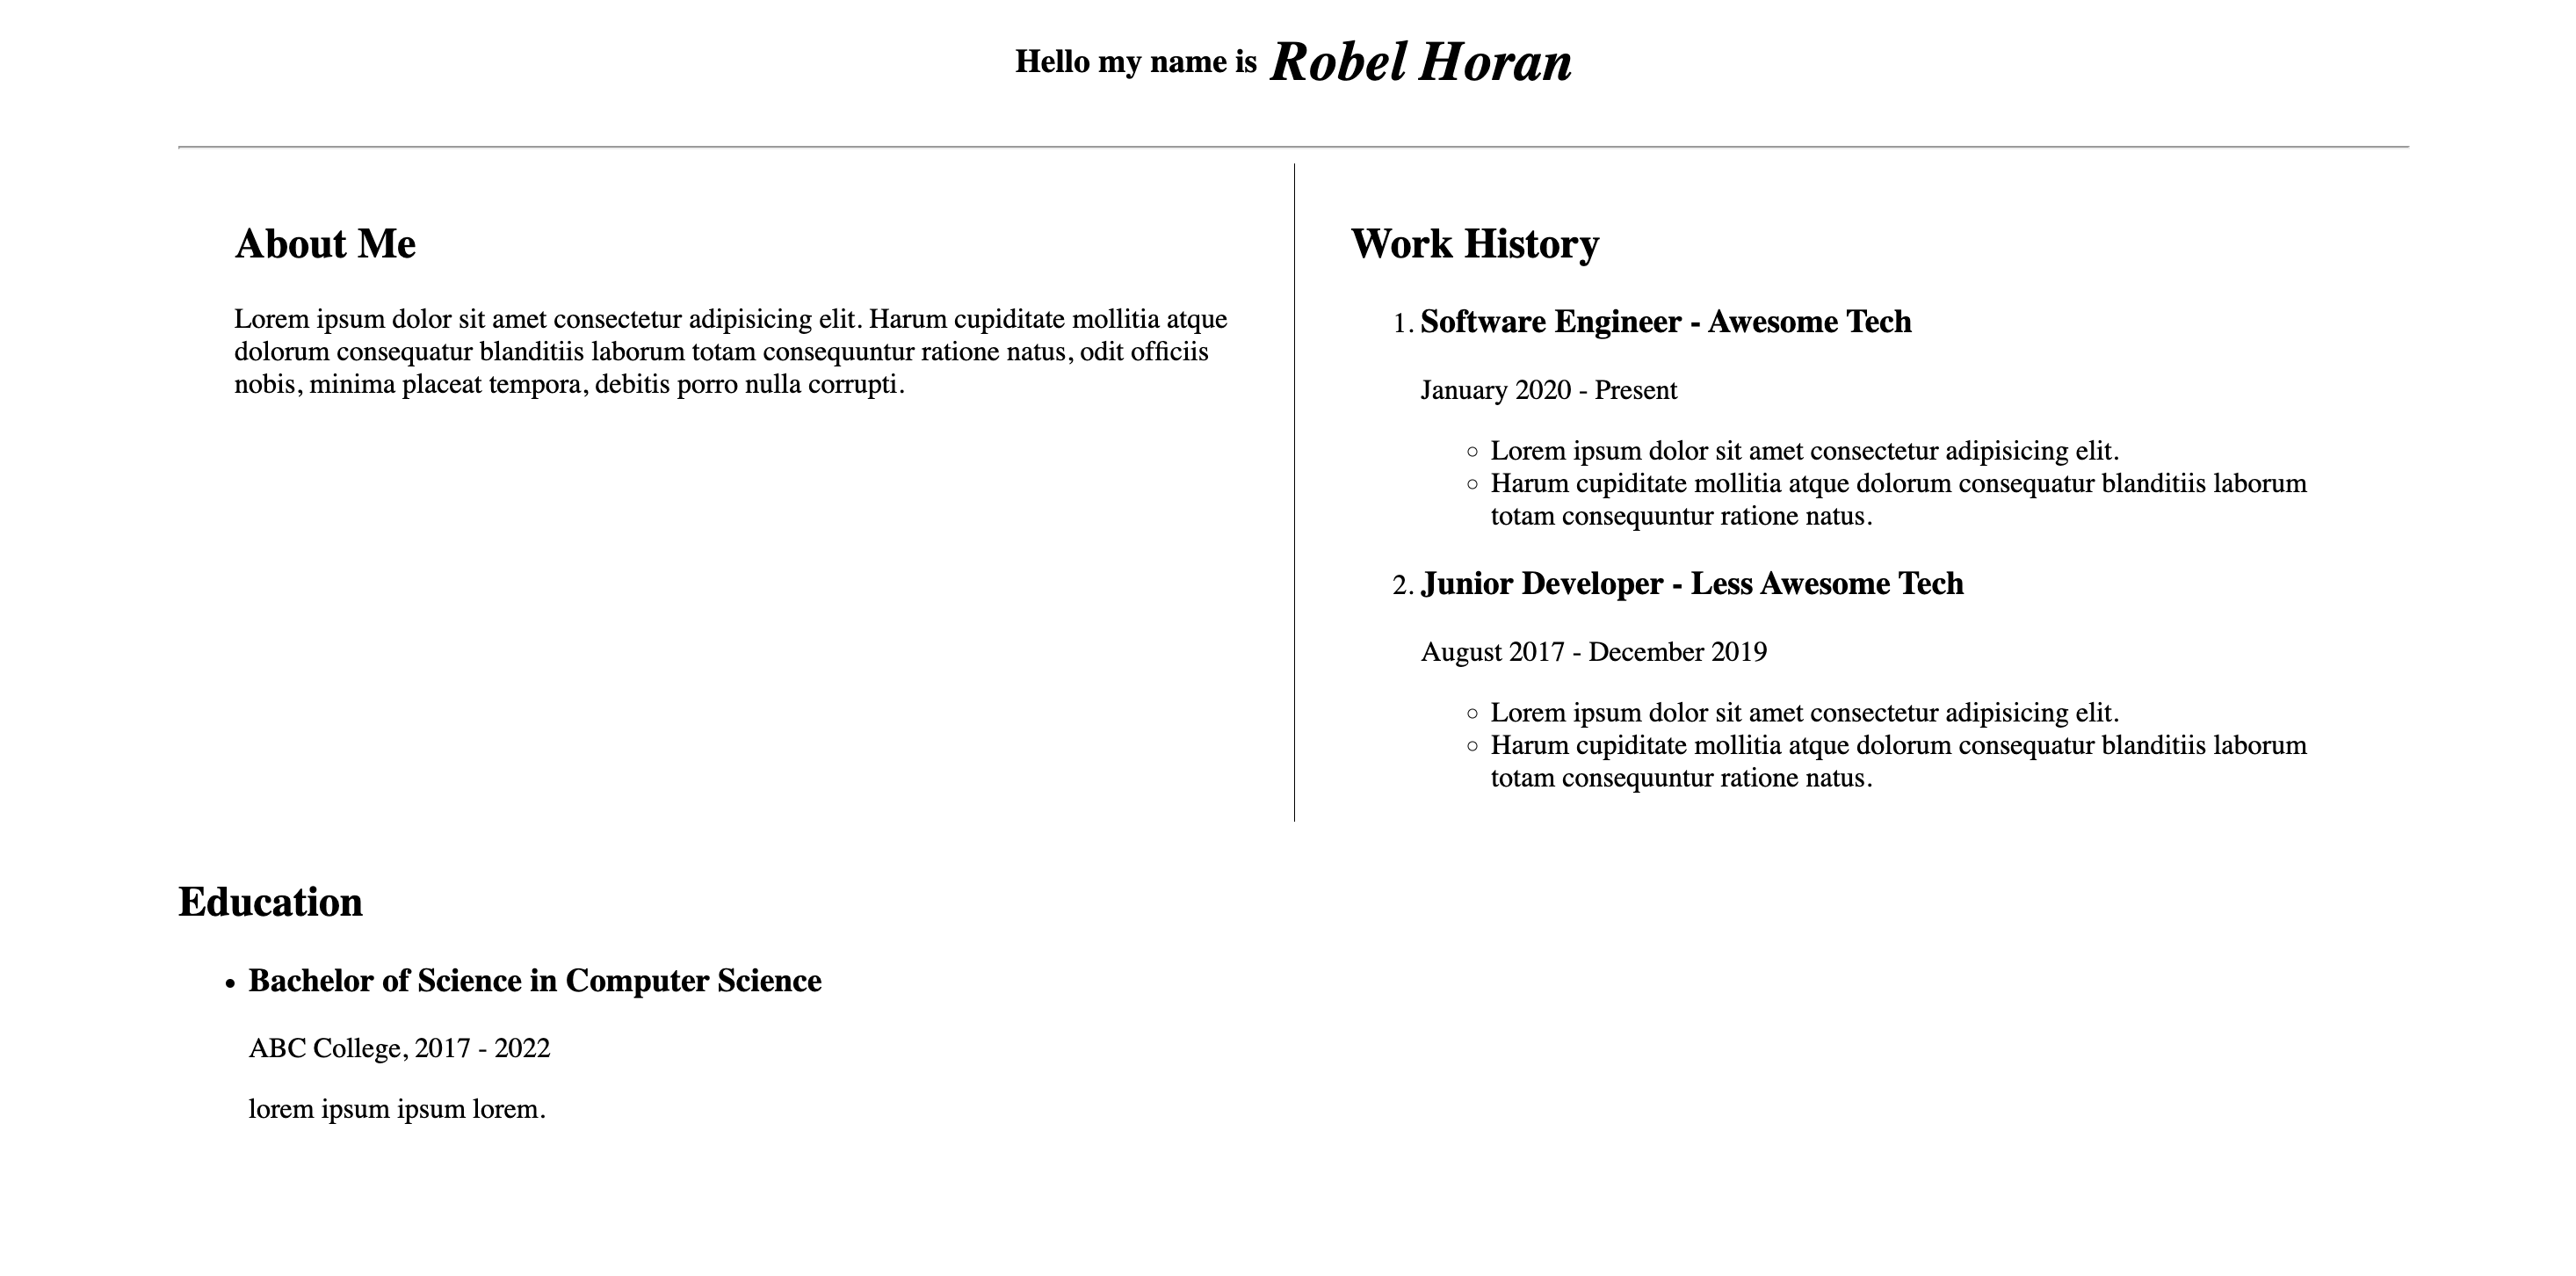 Hello my name is Robel Horan
About Me
Lorem ipsum dolor sit amet consectetur adipisicing elit. Harum cupiditate mollitia atque
dolorum consequatur blanditiis laborum totam consequuntur ratione natus, odit officiis
nobis, minima placeat tempora, debitis porro nulla corrupti.
Work History
1. Software Engineer - Awesome Tech
January 2020 - Present
◦ Lorem ipsum dolor sit amet consectetur adipisicing elit.
◦ Harum cupiditate mollitia atque dolorum consequatur blanditiis laborum
totam consequuntur ratione natus.
2. Junior Developer - Less Awesome Tech
August 2017 - December 2019
◦ Lorem ipsum dolor sit amet consectetur adipisicing elit.
◦ Harum cupiditate mollitia atque dolorum consequatur blanditiis laborum
totam consequuntur ratione natus.
Education
• Bachelor of Science in Computer Science
ABC College, 2017 - 2022
lorem ipsum ipsum lorem.